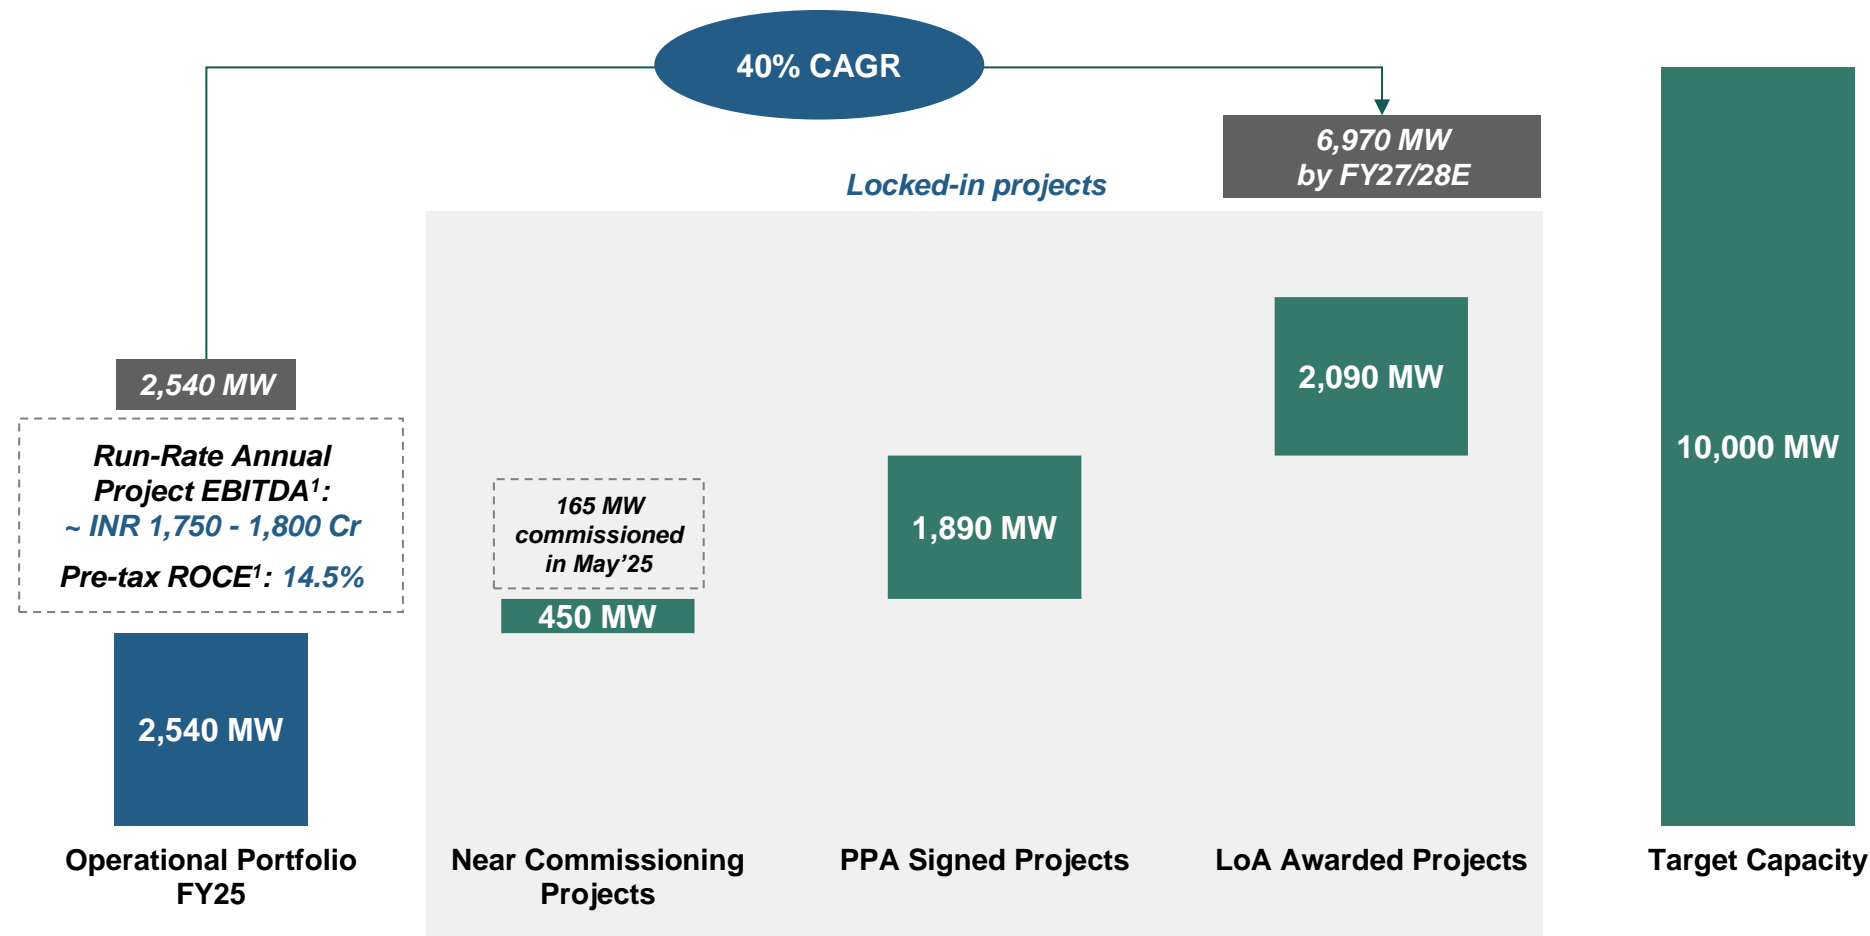 40% CAGR
6,970 MW
by FY27/28E
Locked-in projects
2,540 MW
Run-Rate Annual
Project EBITDA¹:
~ INR 1,750 - 1,800 Cr
Pre-tax ROCE¹: 14.5%
165 MW
commissioned
in May’25
2,540 MW
450 MW
1,890 MW
2,090 MW
10,000 MW
Operational Portfolio
FY25
Near Commissioning
Projects
PPA Signed Projects
LoA Awarded Projects
Target Capacity